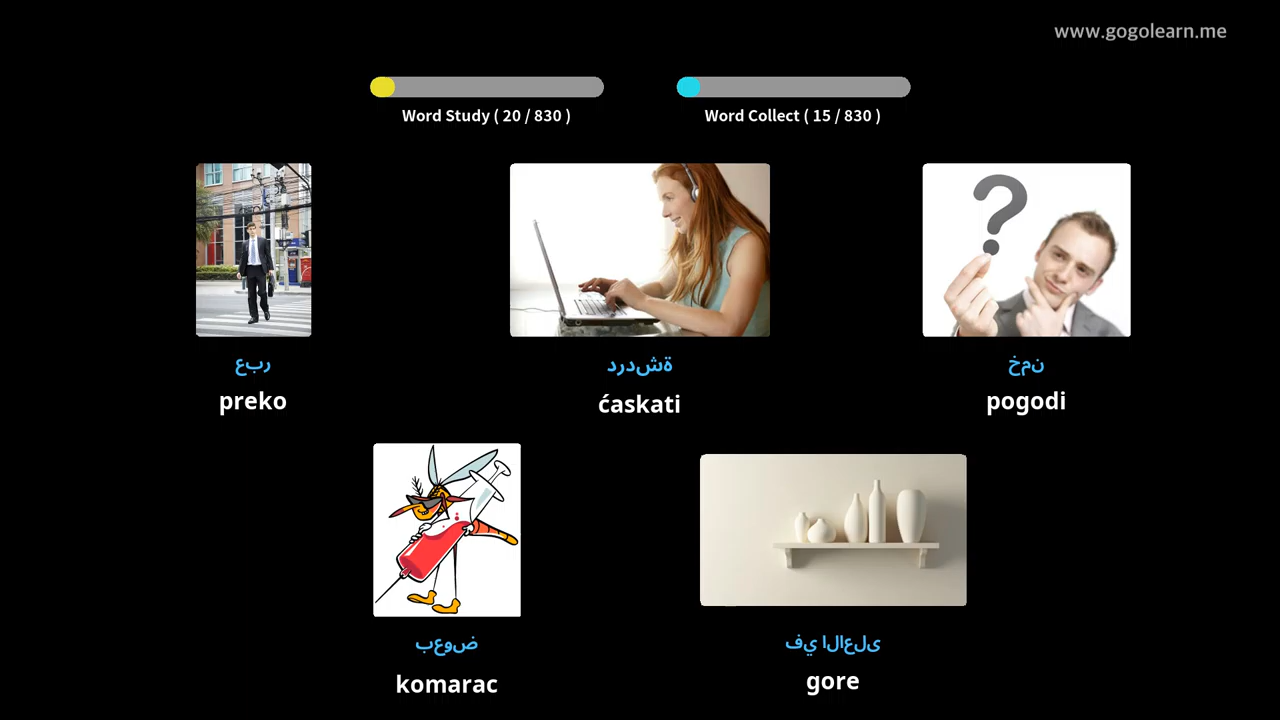 www.gogolearn.me
Word Study ( 20 / 830 )
Word Collect ( 15 / 830 )
عبر
دردشة
خمن
preko
ćaskati
pogodi
بعوض
في الاعلى
komarac
gore